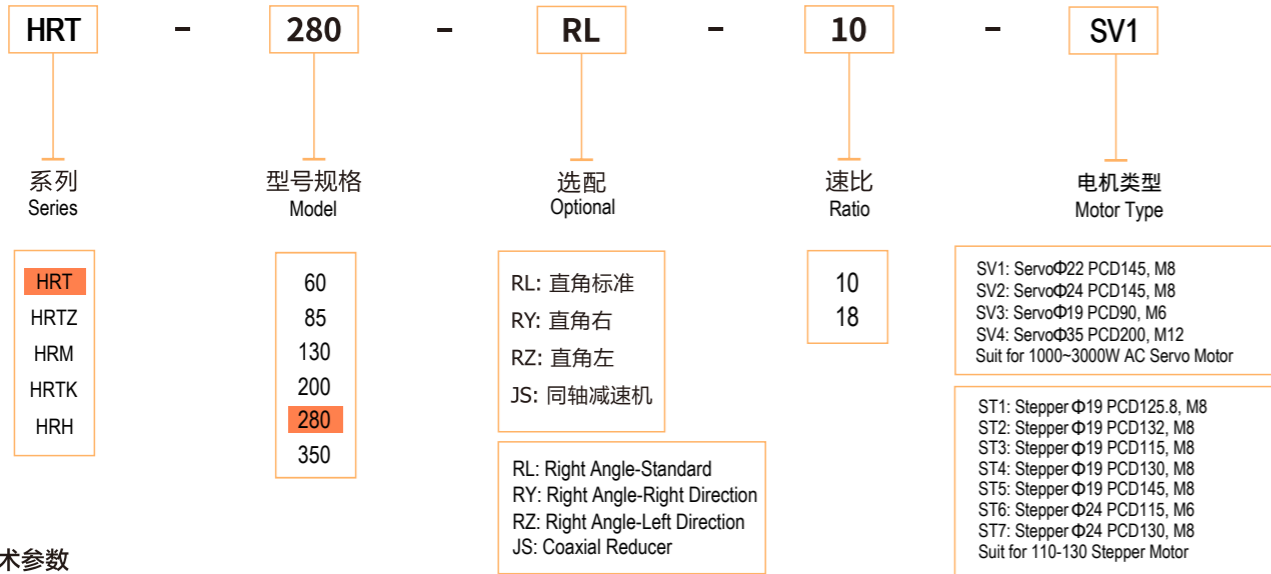 HRT - 280 - RL - 10 - SV1
系列
Series
型号规格
Model
选配
Optional
速比
Ratio
电机类型
Motor Type
HRT
HRTZ
HRM
HRTK
HRH
60
85
130
200
280
350
RL: 直角标准
RY: 直角右
RZ: 直角左
JS: 同轴减速机
RL: Right Angle-Standard
RY: Right Angle-Right Direction
RZ: Right Angle-Left Direction
JS: Coaxial Reducer
10
18
SV1: ServoΦ22 PCD145, M8
SV2: ServoΦ24 PCD145, M8
SV3: ServoΦ19 PCD90, M6
SV4: ServoΦ35 PCD200, M12
Suit for 1000~3000W AC Servo Motor
ST1: Stepper Φ19 PCD125.8, M8
ST2: Stepper Φ19 PCD132, M8
ST3: Stepper Φ19 PCD115, M8
ST4: Stepper Φ19 PCD130, M8
ST5: Stepper Φ19 PCD145, M8
ST6: Stepper Φ24 PCD115, M6
ST7: Stepper Φ24 PCD130, M8
Suit for 110-130 Stepper Motor
术参数